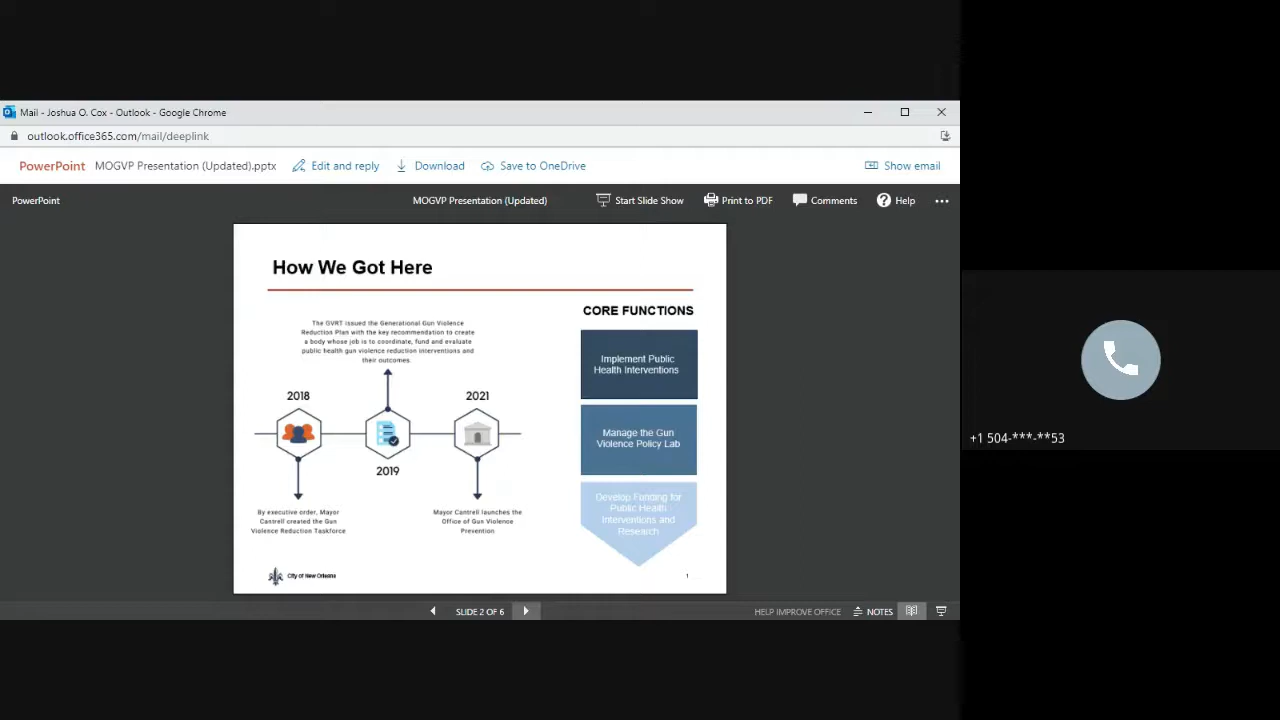 Mail - Joshua O. Cox - Outlook - Google Chrome
outlook.office365.com/mail/deeplink
PowerPoint MOGVP Presentation (Updated).pptx Edit and reply Download Save to OneDrive Show email
PowerPoint MOGVP Presentation (Updated) Start Slide Show Print to PDF Comments Help ...
How We Got Here
The GVRT issued the Generational Gun Violence
Reduction Plan with the key recommendation to create
a body whose job is to coordinate, fund and evaluate
public health gun violence reduction interventions and
their outcomes.
2018
2021
2019
By executive order, Mayor
Cantrell created the Gun
Violence Reduction Taskforce
Mayor Cantrell launches the
Office of Gun Violence
Prevention.
CORE FUNCTIONS
Implement Public
Health Interventions
Manage the Gun
Violence Policy Lab
Develop Funding for
Public Health
Interventions and
Research
City of New Orleans
1
SLIDE 2 OF 6 HELP IMPROVE OFFICE NOTES
+1 504-***-**53